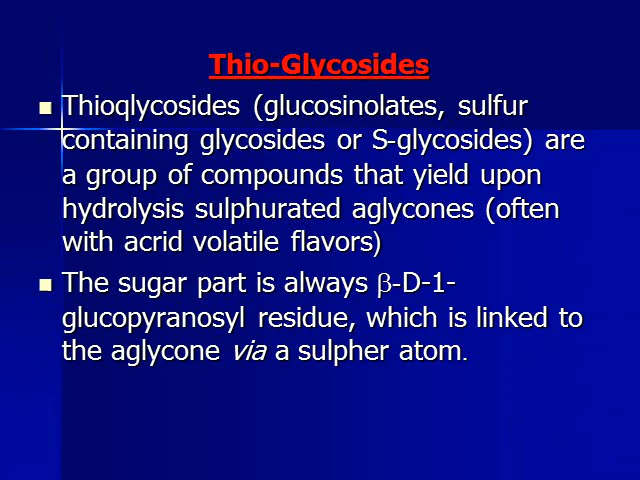 Thio-Glycosides
Thioqlycosides (glucosinolates, sulfur
containing glycosides or S-glycosides) are
a group of compounds that yield upon
hydrolysis sulphurated aglycones (often
with acrid volatile flavors)
The sugar part is always β-D-1-
glucopyranosyl residue, which is linked to
the aglycone via a sulpher atom.